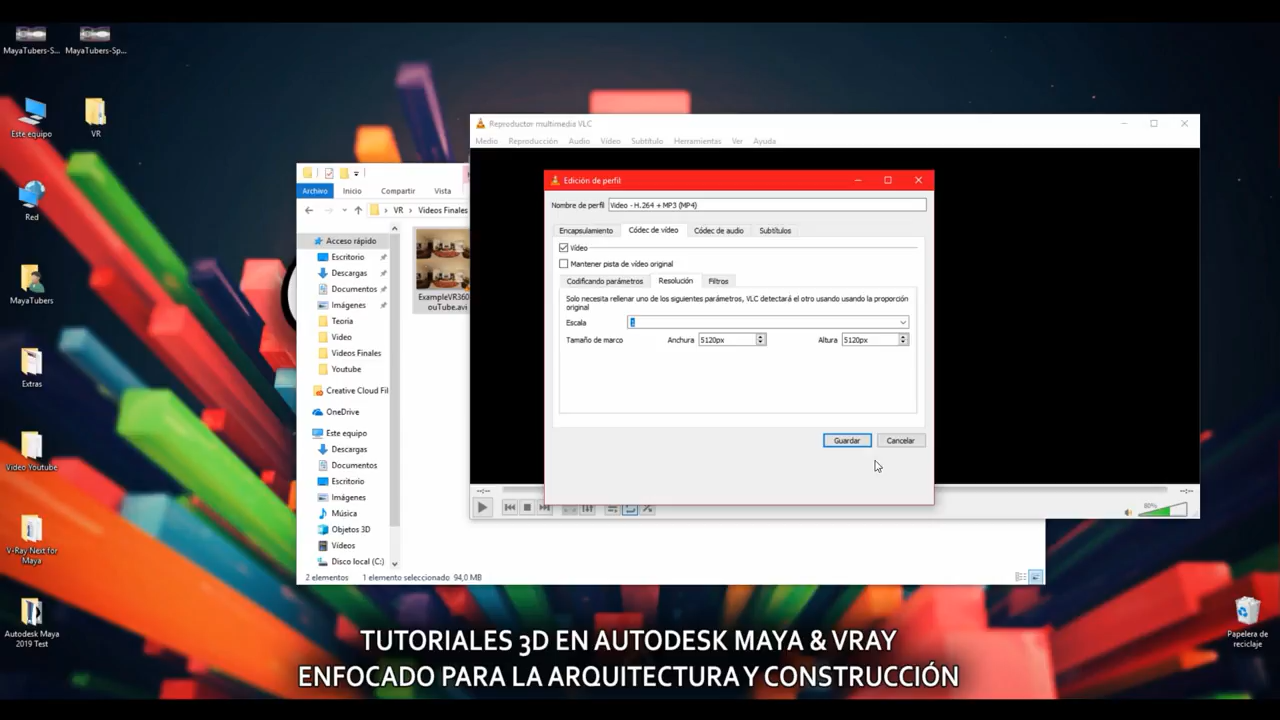 MayaTubers-S...
MayaTubers-Sp...
Este equipo
VR
Red
MayaTubers
Extras
Video Youtube
V-Ray Next for
Maya
Autodesk Maya
2019 Test
Archivo
Inicio
Compartir
Vista
VR
Videos Finales
Acceso rápido
Escritorio
Descargas
Documentos
Imágenes
Teoria
Video
Videos Finales
Youtube
Creative Cloud Fil
OneDrive
Este equipo
Descargas
Documentos
Escritorio
Imágenes
Música
Objetos 3D
Vídeos
Disco local (C:)
ExampleVR360
ouTube.avi
2 elementos
1 elemento seleccionado 94,0 MB
Reproductor multimedia VLC
Medio
Reproducción
Audio
Vídeo
Subtítulo
Herramientas
Ver
Ayuda
Edición de perfil
Nombre de perfil
Video - H.264 + MP3 (MP4)
Encapsulamiento
Códec de vídeo
Códec de audio
Subtítulos
Vídeo
Mantener pista de vídeo original
Codificando parámetros
Resolución
Filtros
Solo necesita rellenar uno de los siguientes parámetros, VLC detectará el otro usando usando la proporción
original
Escala
1
Tamaño de marco
Anchura
5120px
Altura
5120px
Guardar
Cancelar
--:--
--:--
80%
Papelera de
reciclaje
TUTORIALES 3D EN AUTODESK MAYA & VRAY
ENFOCADO PARA LA ARQUITECTURA Y CONSTRUCCIÓN